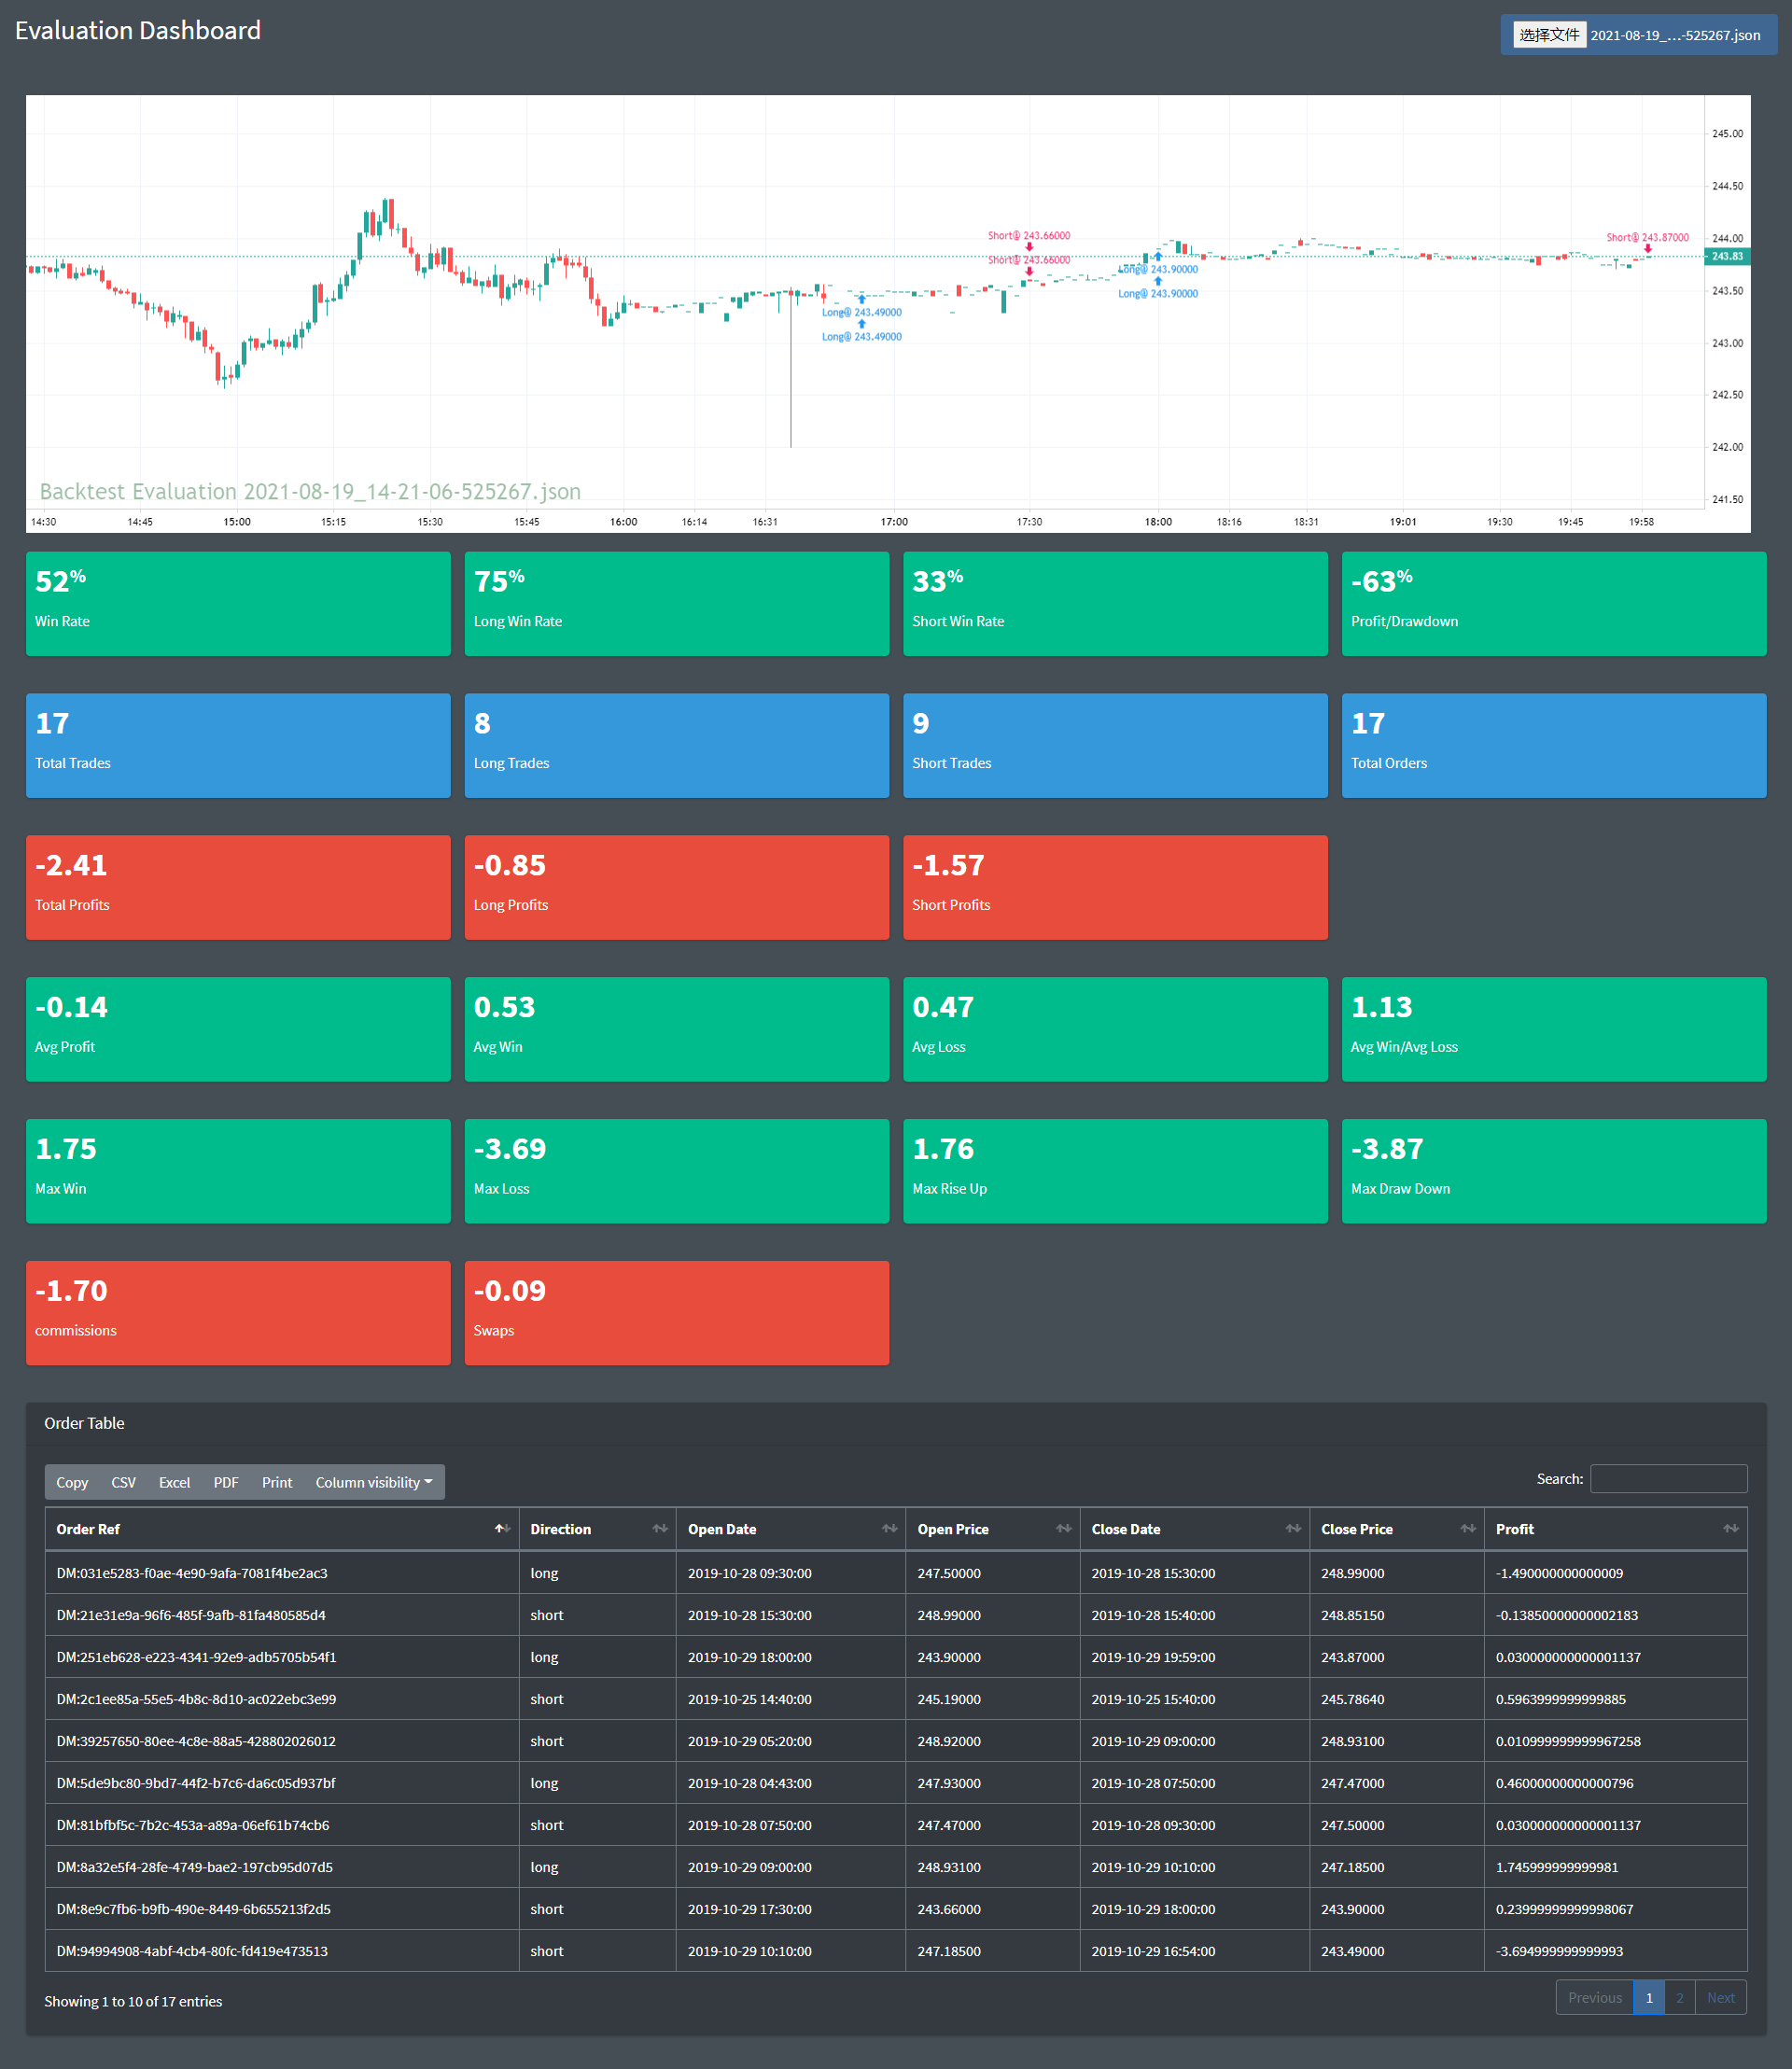 Evaluation Dashboard
选择文件 2021-08-19_...-525267.json
245.00
244.50
244.00
243.83
243.50
243.00
242.50
242.00
241.50
Short@ 243.66000
Short@ 243.66000
Short@ 243.87000
Long@ 243.90000
Long@ 243.90000
Long@ 243.49000
Long@ 243.49000
Backtest Evaluation 2021-08-19_14-21-06-525267.json
14:30 14:45 15:00 15:15 15:30 15:45 16:00 16:14 16:31 17:00 17:30 18:00 18:16 18:31 19:01 19:30 19:45 19:58
52% 75% 33% -63%
Win Rate Long Win Rate Short Win Rate Profit/Drawdown
17 8 9 17
Total Trades Long Trades Short Trades Total Orders
-2.41 -0.85 -1.57
Total Profits Long Profits Short Profits
-0.14 0.53 0.47 1.13
Avg Profit Avg Win Avg Loss Avg Win/Avg Loss
1.75 -3.69 1.76 -3.87
Max Win Max Loss Max Rise Up Max Draw Down
-1.70 -0.09
commissions Swaps
Order Table
Copy CSV Excel PDF Print Column visibility Search:
Order Ref Direction Open Date Open Price Close Date Close Price Profit
DM:031e5283-f0ae-4e90-9afa-7081f4be2ac3 long 2019-10-28 09:30:00 247.50000 2019-10-28 15:30:00 248.99000 -1.490000000000009
DM:21e31e9a-96f6-485f-9afb-81fa480585d4 short 2019-10-28 15:30:00 248.99000 2019-10-28 15:40:00 248.85150 -0.13850000000002183
DM:251eb628-e223-4341-92e9-adb5705b54f1 long 2019-10-29 18:00:00 243.90000 2019-10-29 19:59:00 243.87000 0.030000000000001137
DM:2c1ee85a-55e5-4b8c-8d10-ac022ebc3e99 short 2019-10-25 14:40:00 245.19000 2019-10-25 15:40:00 245.78640 0.5963999999999885
DM:39257650-80ee-4c8e-88a5-428802026012 short 2019-10-29 05:20:00 248.92000 2019-10-29 09:00:00 248.93100 0.010999999999967258
DM:5de9bc80-9bd7-44f2-b7c6-da6c05d937bf long 2019-10-28 04:43:00 247.93000 2019-10-28 07:50:00 247.47000 0.46000000000000796
DM:81bfbf5c-7b2c-453a-a89a-06ef61b74cb6 short 2019-10-28 07:50:00 247.47000 2019-10-28 09:30:00 247.50000 0.030000000000001137
DM:8a32e5f4-28fe-4749-bae2-197cb95d07d5 long 2019-10-29 09:00:00 248.93100 2019-10-29 10:10:00 247.18500 1.745999999999981
DM:8e9c7fb6-b9fb-490e-8449-6b655213f2d5 short 2019-10-29 17:30:00 243.66000 2019-10-29 18:00:00 243.90000 0.23999999999998067
DM:94994908-4abf-4cb4-80fc-fd419e473513 short 2019-10-29 10:10:00 247.18500 2019-10-29 16:54:00 243.49000 -3.694999999999993
Showing 1 to 10 of 17 entries Previous 1 2 Next